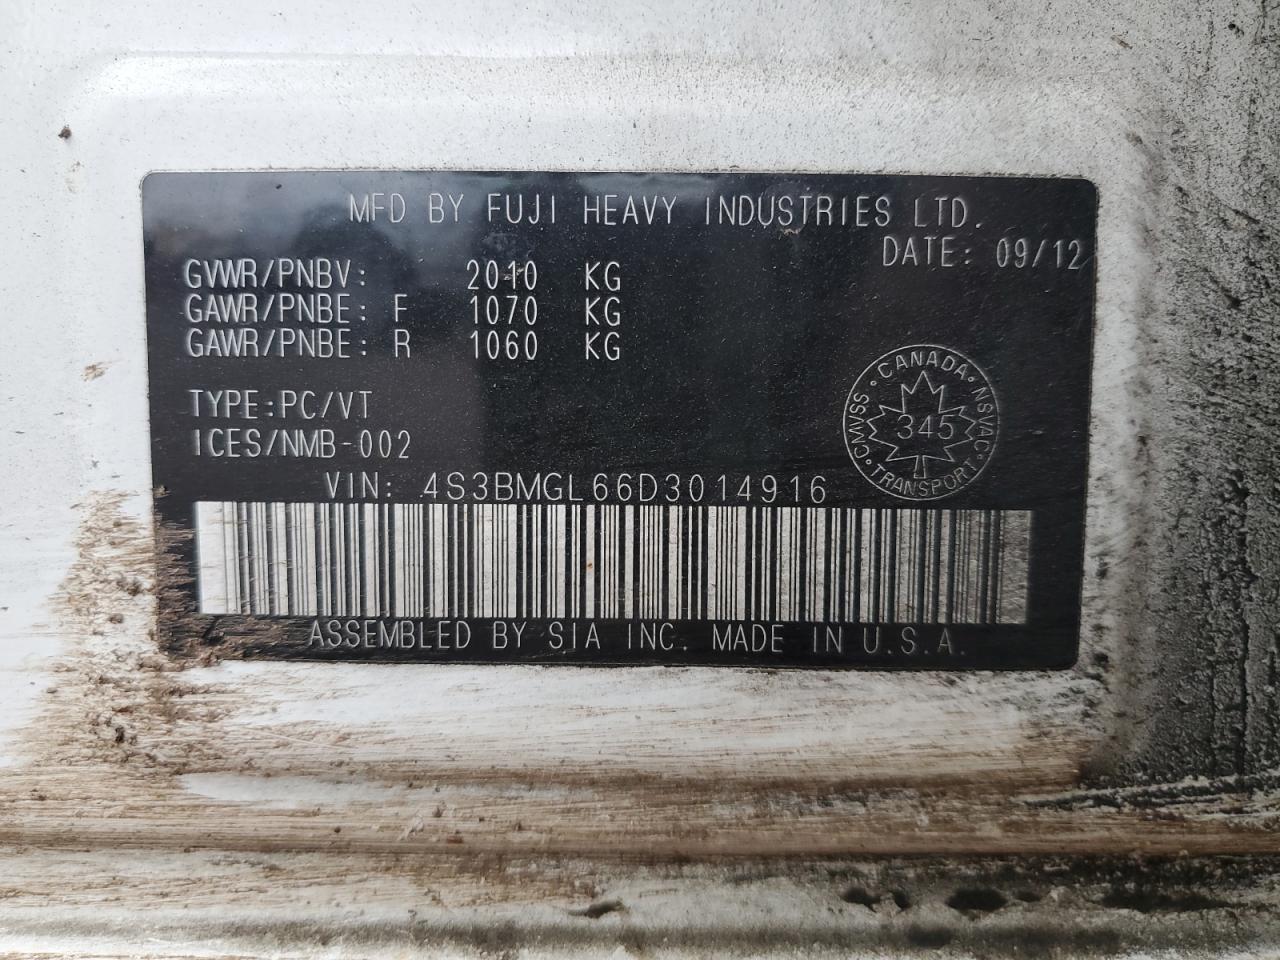 MFD BY FUJI HEAVY INDUSTRIES LTD.
DATE: 09/12
GVWR/PNBV: 2010 KG
GAWR/PNBE: F 1070 KG
GAWR/PNBE: R 1060 KG
TYPE:PC/VT
ICES/NMB-002
CMVSS · CANADA · NSVAC
345
TRANSPORT
VIN: 4S3BMGL66D3014916
ASSEMBLED BY SIA INC. MADE IN U.S.A.